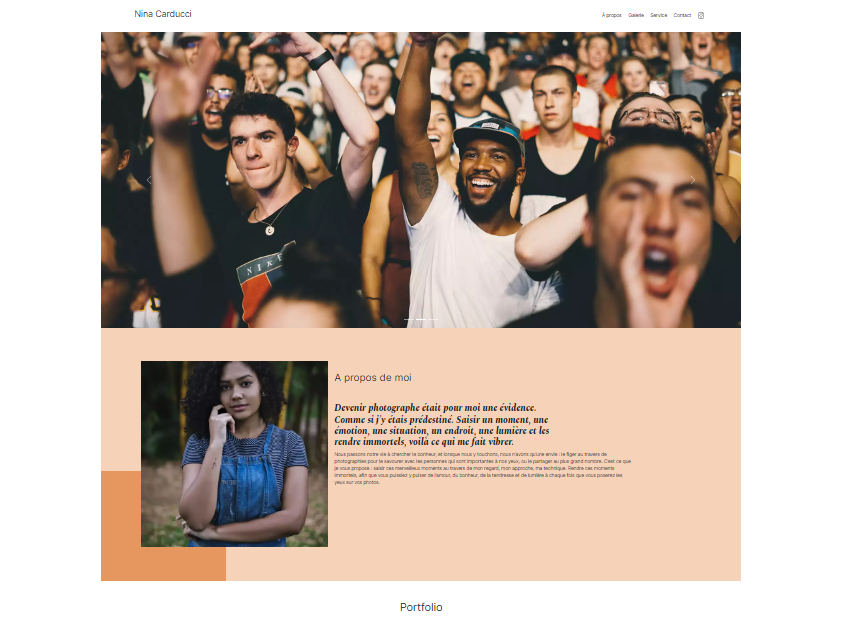 Nina Carducci
À propos Galerie Service Contact
NIKE
A propos de moi
Devenir photographe était pour moi une évidence.
Comme si j'y étais prédestiné. Saisir un moment, une
émotion, une situation, un endroit, une lumière et les
rendre immortels, voilà ce qui me fait vibrer.
Nous passons notre vie à chercher le bonheur, et lorsque nous y touchons, nous n'avons qu'une envie : le figer au travers de
photographies pour le savourer avec les personnes qui sont importantes à nos yeux, ou le partager au plus grand nombre. C'est ce que
je vous propose : saisir ces merveilleux moments au travers de mon regard, mon approche, ma technique. Rendre ces moments
immortels, afin que vous puissiez y puiser de l'amour, du bonheur, de la tendresse et de lumière à chaque fois que vous poserez les
yeux sur vos photos.
Portfolio